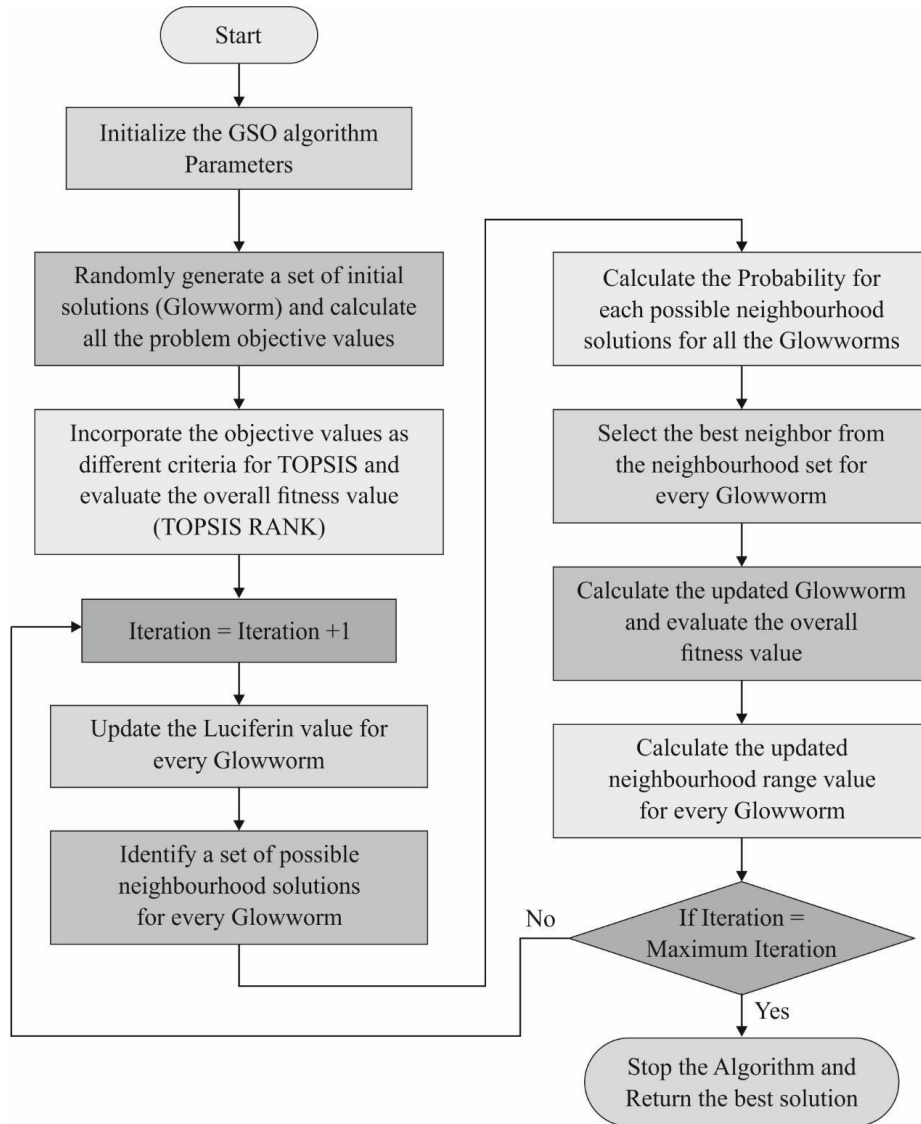 Start
Initialize the GSO algorithm
Parameters
Randomly generate a set of initial
solutions (Glowworm) and calculate
all the problem objective values
Incorporate the objective values as
different criteria for TOPSIS and
evaluate the overall fitness value
(TOPSIS RANK)
Iteration = Iteration +1
Update the Luciferin value for
every Glowworm
Identify a set of possible
neighbourhood solutions
for every Glowworm
Calculate the Probability for
each possible neighbourhood
solutions for all the Glowworms
Select the best neighbor from
the neighbourhood set for
every Glowworm
Calculate the updated Glowworm
and evaluate the overall
fitness value
Calculate the updated
neighbourhood range value
for every Glowworm
If Iteration =
Maximum Iteration
No
Yes
Stop the Algorithm and
Return the best solution